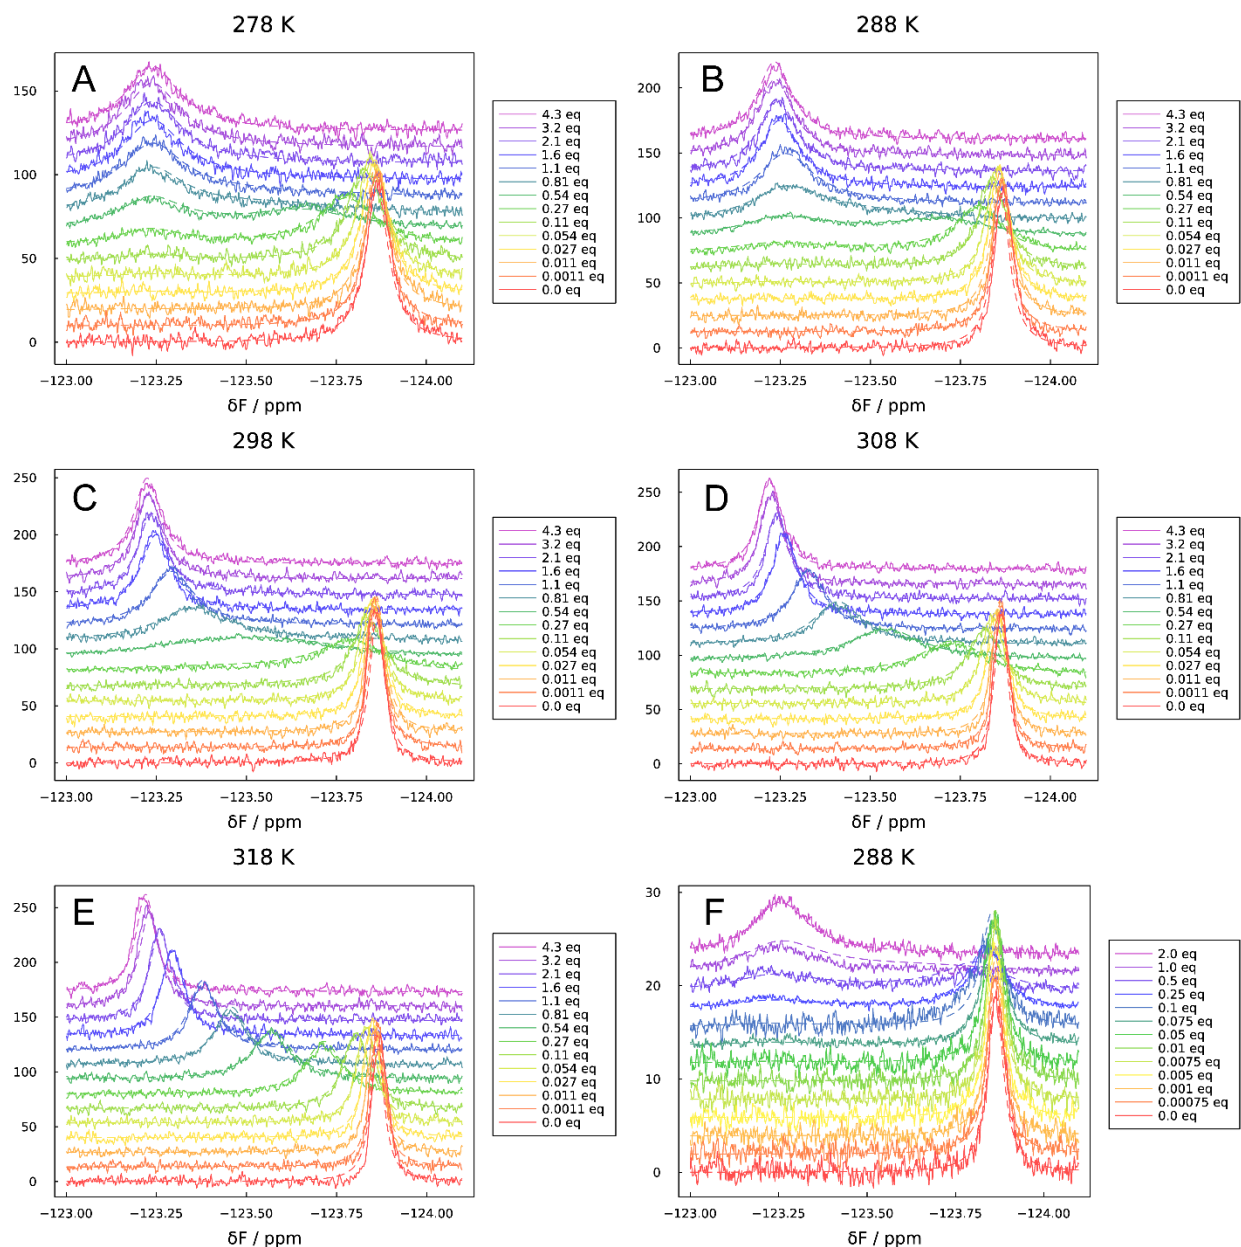 278 K
A
150
100
50
0
−123.00
−123.25
−123.50
−123.75
−124.00
δF / ppm
4.3 eq
3.2 eq
2.1 eq
1.6 eq
1.1 eq
0.81 eq
0.54 eq
0.27 eq
0.11 eq
0.054 eq
0.027 eq
0.011 eq
0.0011 eq
0.0 eq
288 K
B
200
150
100
50
0
−123.00
−123.25
−123.50
−123.75
−124.00
δF / ppm
4.3 eq
3.2 eq
2.1 eq
1.6 eq
1.1 eq
0.81 eq
0.54 eq
0.27 eq
0.11 eq
0.054 eq
0.027 eq
0.011 eq
0.0011 eq
0.0 eq
298 K
C
250
200
150
100
50
0
−123.00
−123.25
−123.50
−123.75
−124.00
δF / ppm
4.3 eq
3.2 eq
2.1 eq
1.6 eq
1.1 eq
0.81 eq
0.54 eq
0.27 eq
0.11 eq
0.054 eq
0.027 eq
0.011 eq
0.0011 eq
0.0 eq
308 K
D
250
200
150
100
50
0
−123.00
−123.25
−123.50
−123.75
−124.00
δF / ppm
4.3 eq
3.2 eq
2.1 eq
1.6 eq
1.1 eq
0.81 eq
0.54 eq
0.27 eq
0.11 eq
0.054 eq
0.027 eq
0.011 eq
0.0011 eq
0.0 eq
318 K
E
250
200
150
100
50
0
−123.00
−123.25
−123.50
−123.75
−124.00
δF / ppm
4.3 eq
3.2 eq
2.1 eq
1.6 eq
1.1 eq
0.81 eq
0.54 eq
0.27 eq
0.11 eq
0.054 eq
0.027 eq
0.011 eq
0.0011 eq
0.0 eq
288 K
F
30
20
10
0
−123.00
−123.25
−123.50
−123.75
−124.00
δF / ppm
2.0 eq
1.0 eq
0.5 eq
0.25 eq
0.1 eq
0.075 eq
0.05 eq
0.01 eq
0.0075 eq
0.005 eq
0.001 eq
0.00075 eq
0.0 eq